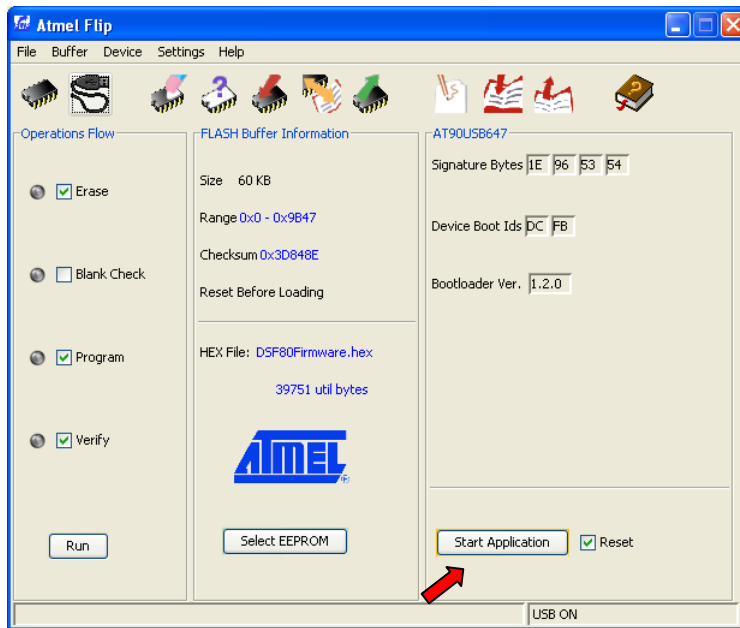 Atmel Flip
File Buffer Device Settings Help
Operations Flow
Erase
Blank Check
Program
Verify
Run
FLASH Buffer Information
Size 60 KB
Range 0x0 - 0x9B47
Checksum 0x3D848E
Reset Before Loading
HEX File: DSF80Firmware.hex
39751 util bytes
ATMEL
Select EEPROM
AT90USB647
Signature Bytes 1E 96 53 54
Device Boot Ids DC FB
Bootloader Ver. 1.2.0
Start Application Reset
USB ON